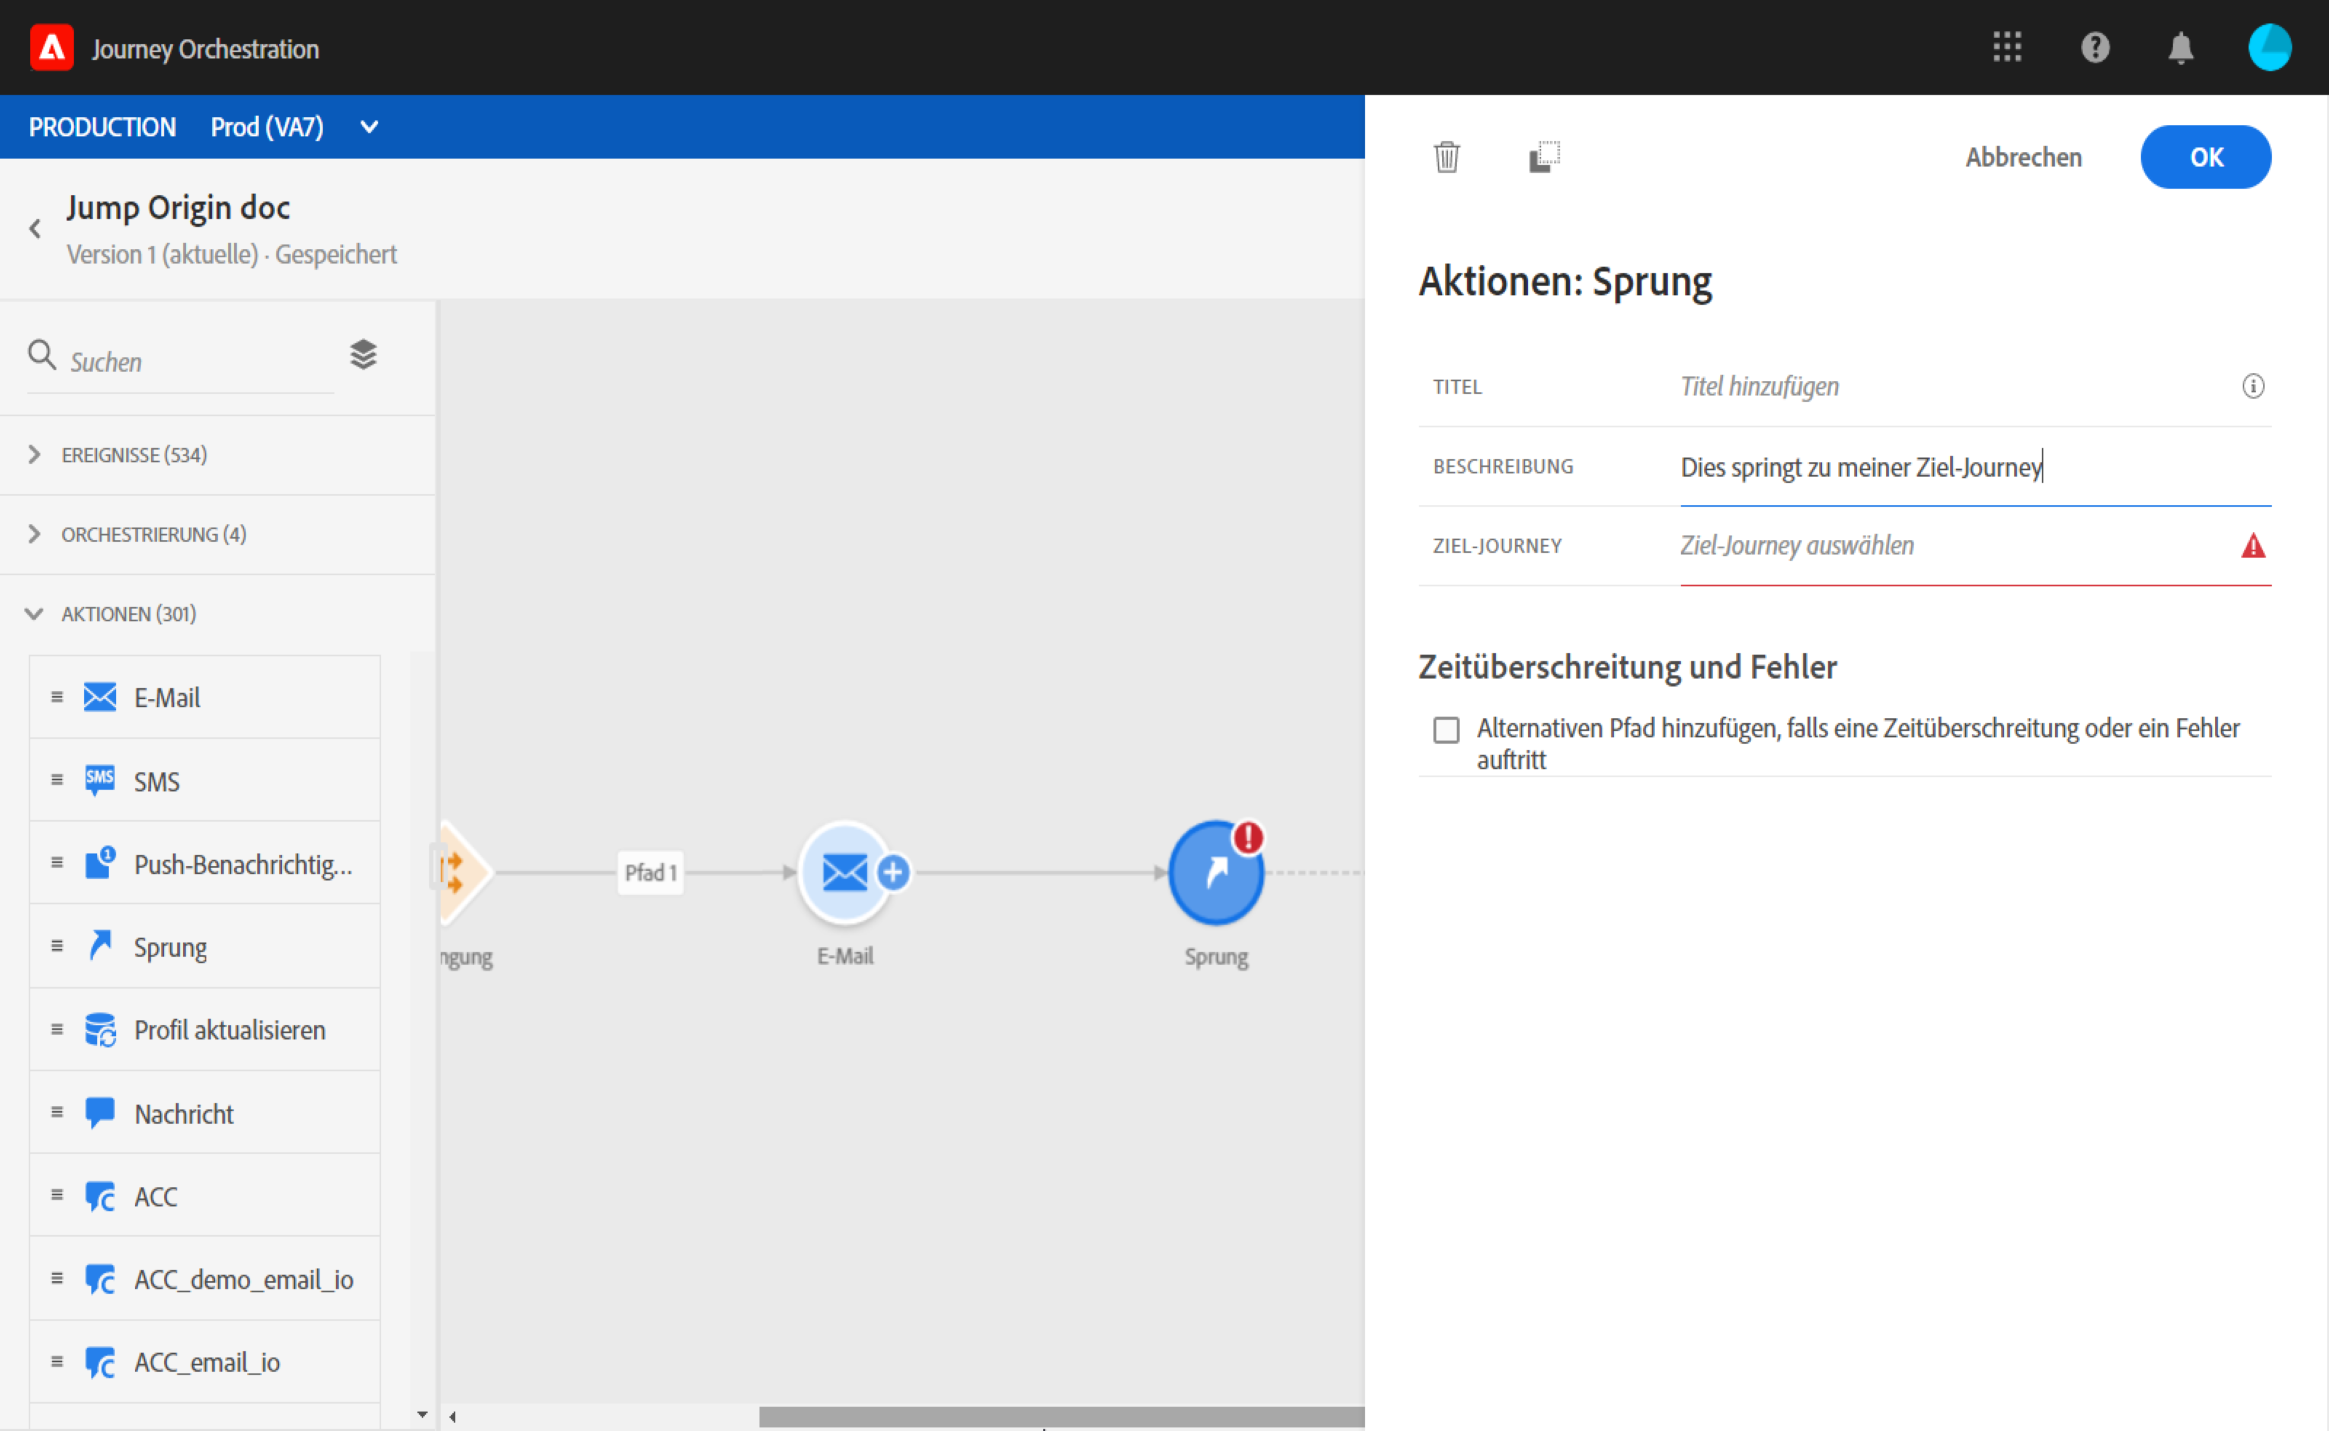 Journey Orchestration
PRODUCTION Prod (VA7)
Jump Origin doc
Version 1 (aktuelle) · Gespeichert
Suchen
EREIGNISSE (534)
ORCHESTRIERUNG (4)
AKTIONEN (301)
E-Mail
SMS
SMS
1
Push-Benachrichtig...
Sprung
Profil aktualisieren
Nachricht
ACC
ACC_demo_email_io
ACC_email_io
ngung
Pfad 1
E-Mail
Sprung
Abbrechen
OK
Aktionen: Sprung
TITEL
Titel hinzufügen
BESCHREIBUNG
Dies springt zu meiner Ziel-Journey
ZIEL-JOURNEY
Ziel-Journey auswählen
Zeitüberschreitung und Fehler
Alternativen Pfad hinzufügen, falls eine Zeitüberschreitung oder ein Fehler
auftritt